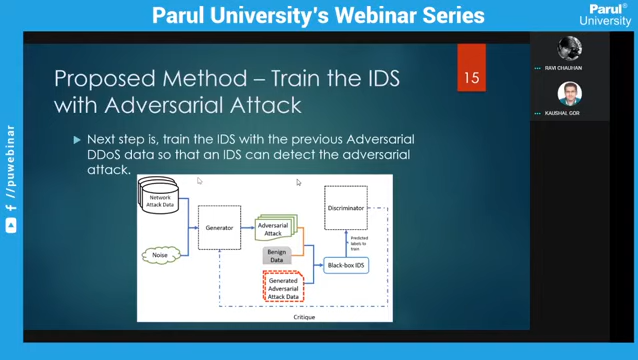 Parul University's Webinar Series
Parul®
University
Proposed Method – Train the IDS
with Adversarial Attack
15
Next step is, train the IDS with the previous Adversarial
DDoS data so that an IDS can detect the adversarial
attack.
Network
Attack Data
Noise
Generator
Adversarial
Attack
Benign
Data
Generated
Adversarial
Attack Data
Discriminator
Predicted
labels to
train
Black-box IDS
Critique
RAVI CHAUHAN
KAUSHAL GOR
/puwebinar